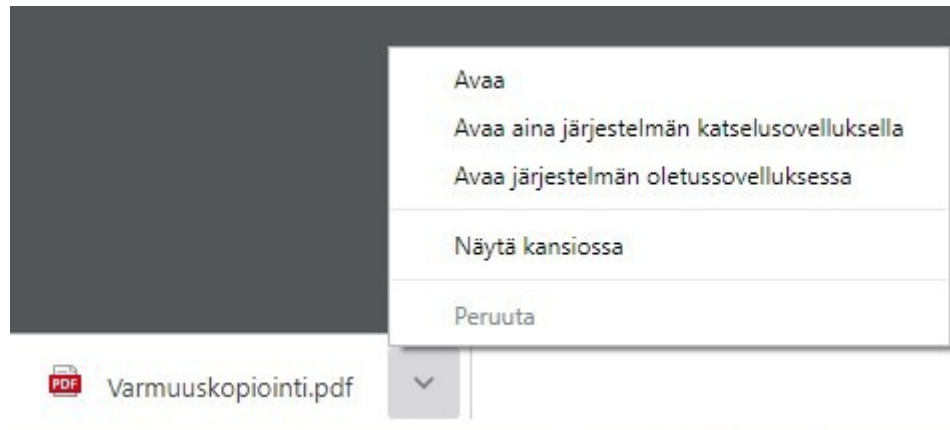 Avaa
Avaa aina järjestelmän katselusovelluksella
Avaa järjestelmän oletussovelluksessa
Näytä kansiossa
Peruuta
PDF Varmuuskopiointi.pdf